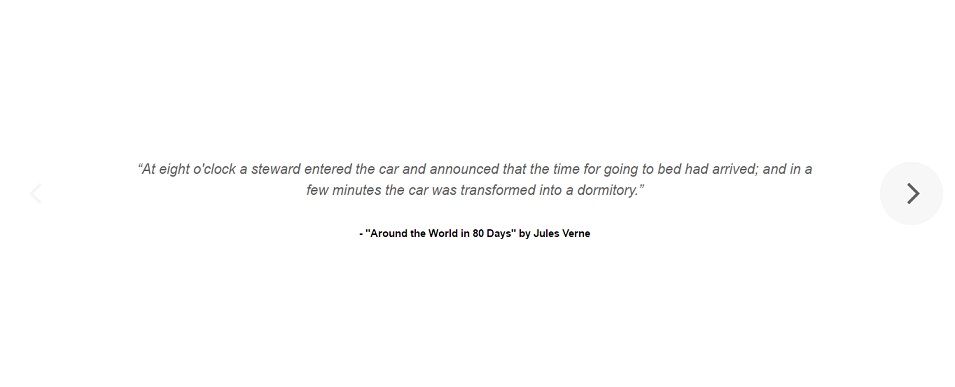 “At eight o'clock a steward entered the car and announced that the time for going to bed had arrived; and in a
few minutes the car was transformed into a dormitory.”
- "Around the World in 80 Days" by Jules Verne